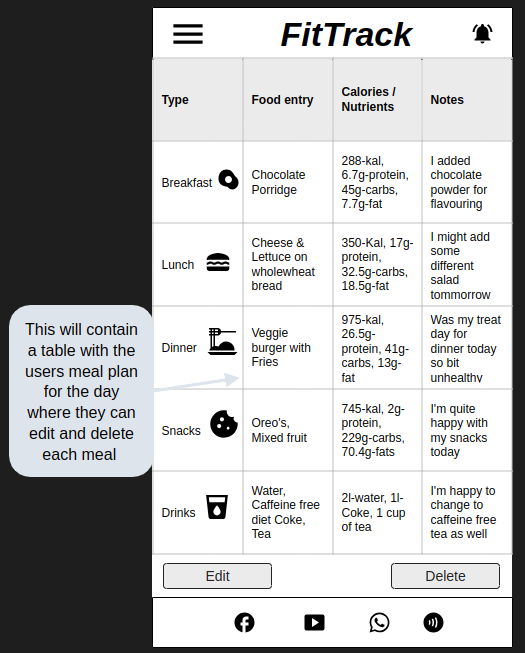 FitTrack
Type
Food entry
Calories /
Nutrients
Notes
Breakfast
Chocolate
Porridge
288-kal,
6.7g-protein,
45g-carbs,
7.7g-fat
I added
chocolate
powder for
flavouring
Lunch
Cheese &
Lettuce on
wholewheat
bread
350-Kal, 17g-
protein,
32.5g-carbs,
18.5g-fat
I might add
some
different
salad
tommorrow
Dinner
Veggie
burger with
Fries
975-kal,
26.5g-
protein, 41g-
carbs, 13g-
fat
Was my treat
day for
dinner today
so bit
unhealthy
Snacks
Oreo's,
Mixed fruit
745-kal, 2g-
protein,
229g-carbs,
70.4g-fats
I'm quite
happy with
my snacks
today
Drinks
Water,
Caffeine free
diet Coke,
Tea
2l-water, 1l-
Coke, 1 cup
of tea
I'm happy to
change to
caffeine free
tea as well
Edit
Delete
This will contain
a table with the
users meal plan
for the day
where they can
edit and delete
each meal